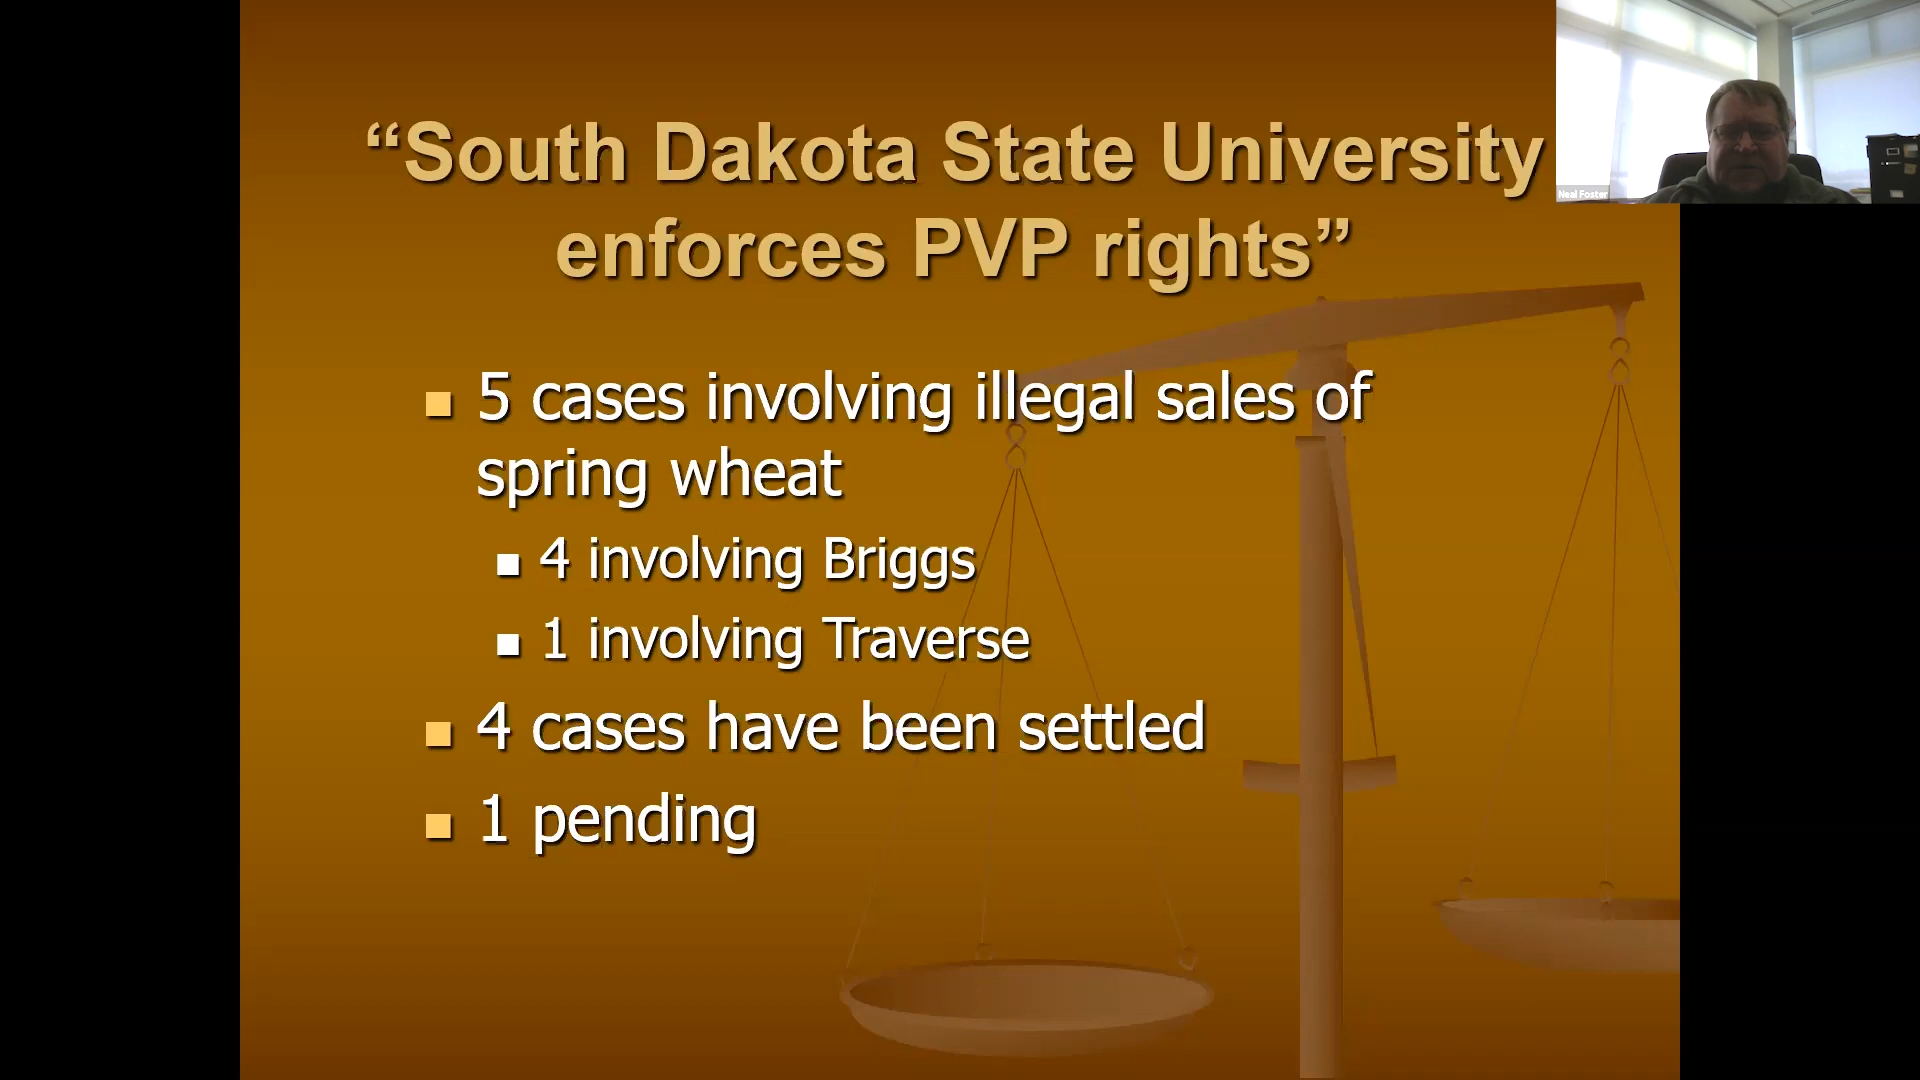 “South Dakota State University
enforces PVP rights”
Neal Foster
5 cases involving illegal sales of
spring wheat
4 involving Briggs
1 involving Traverse
4 cases have been settled
1 pending